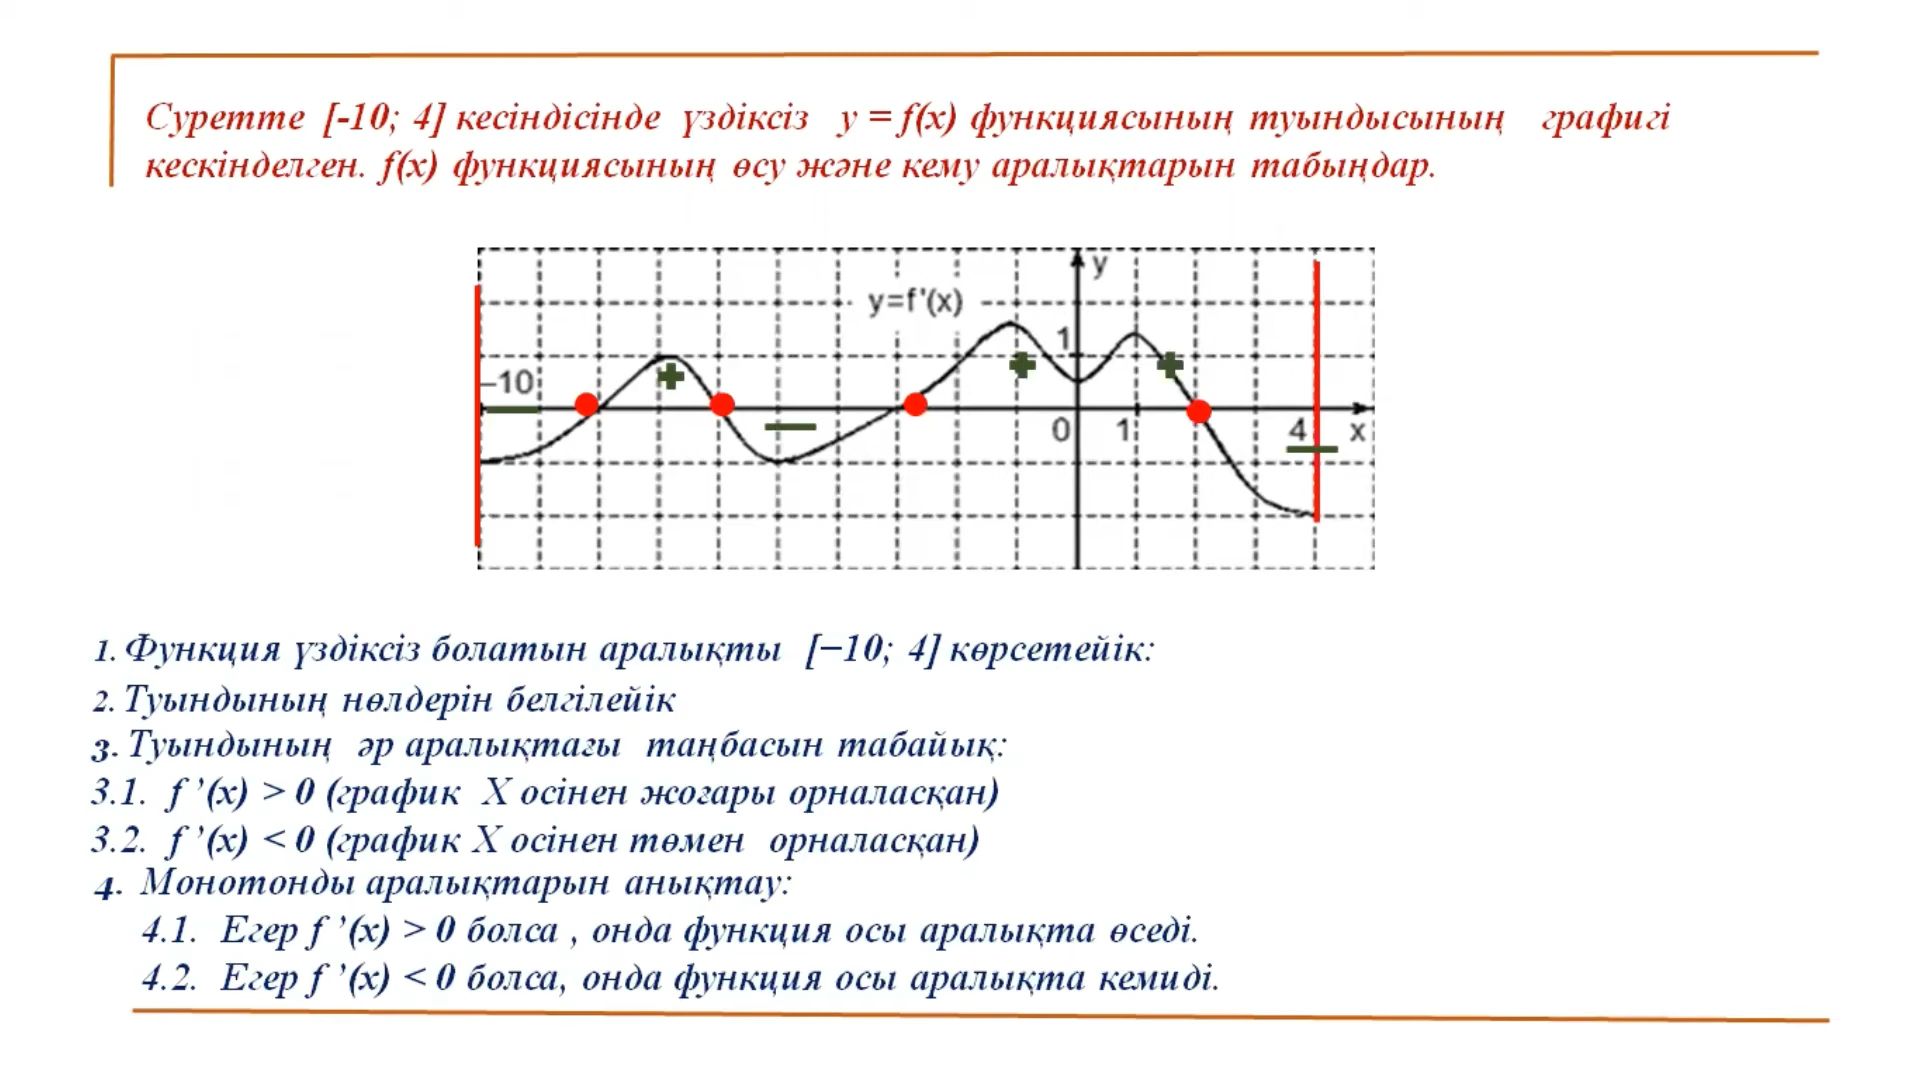 Суретте [-10; 4] кесіндісінде үздіксіз y = f(x) функциясының туындысының графигі
кескінделген. f(x) функциясының өсу және кему аралықтарын табыңдар.
y
y=f'(x)
1
–10
0
1
4
x
1. Функция үздіксіз болатын аралықты [−10; 4] көрсетейік:
2. Туындының нөлдерін белгілейік
3. Туындының әр аралықтағы таңбасын табайық:
3.1. f ’(x) > 0 (график X осінен жоғары орналасқан)
3.2. f ’(x) < 0 (график X осінен төмен орналасқан)
4. Монотонды аралықтарын анықтау:
4.1. Егер f ’(x) > 0 болса , онда функция осы аралықта өседі.
4.2. Егер f ’(x) < 0 болса, онда функция осы аралықта кемиді.